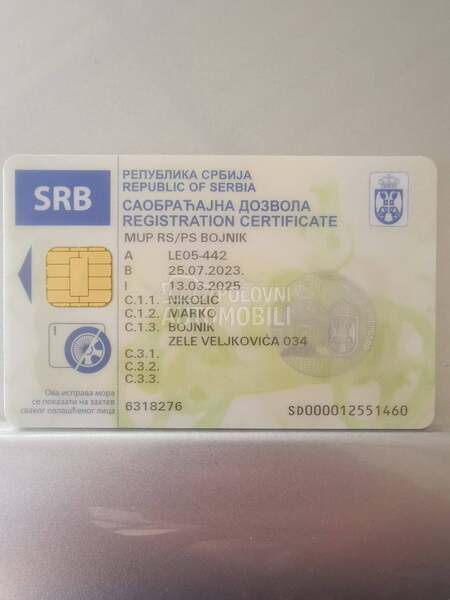 SRB
РЕПУБЛИКА СРБИЈА
REPUBLIC OF SERBIA
САОБРАЋАЈНА ДОЗВОЛА
REGISTRATION CERTIFICATE
MUP RS/PS BOJNIK
A LE05-442
B 25.07.2023.
I 13.03.2025
C.1.1. NIKOLIĆ
POLOVNI
C.1.2. MARKO
AUTOMOBILI
C.1.3. BOJNIK
ZELE VELJKOVIĆA 034
C.3.1.
C.3.2.
C.3.3.
Ова исправа мора
се показати на захтев
сваког овлашћеног лица
6318276
SD000012551460